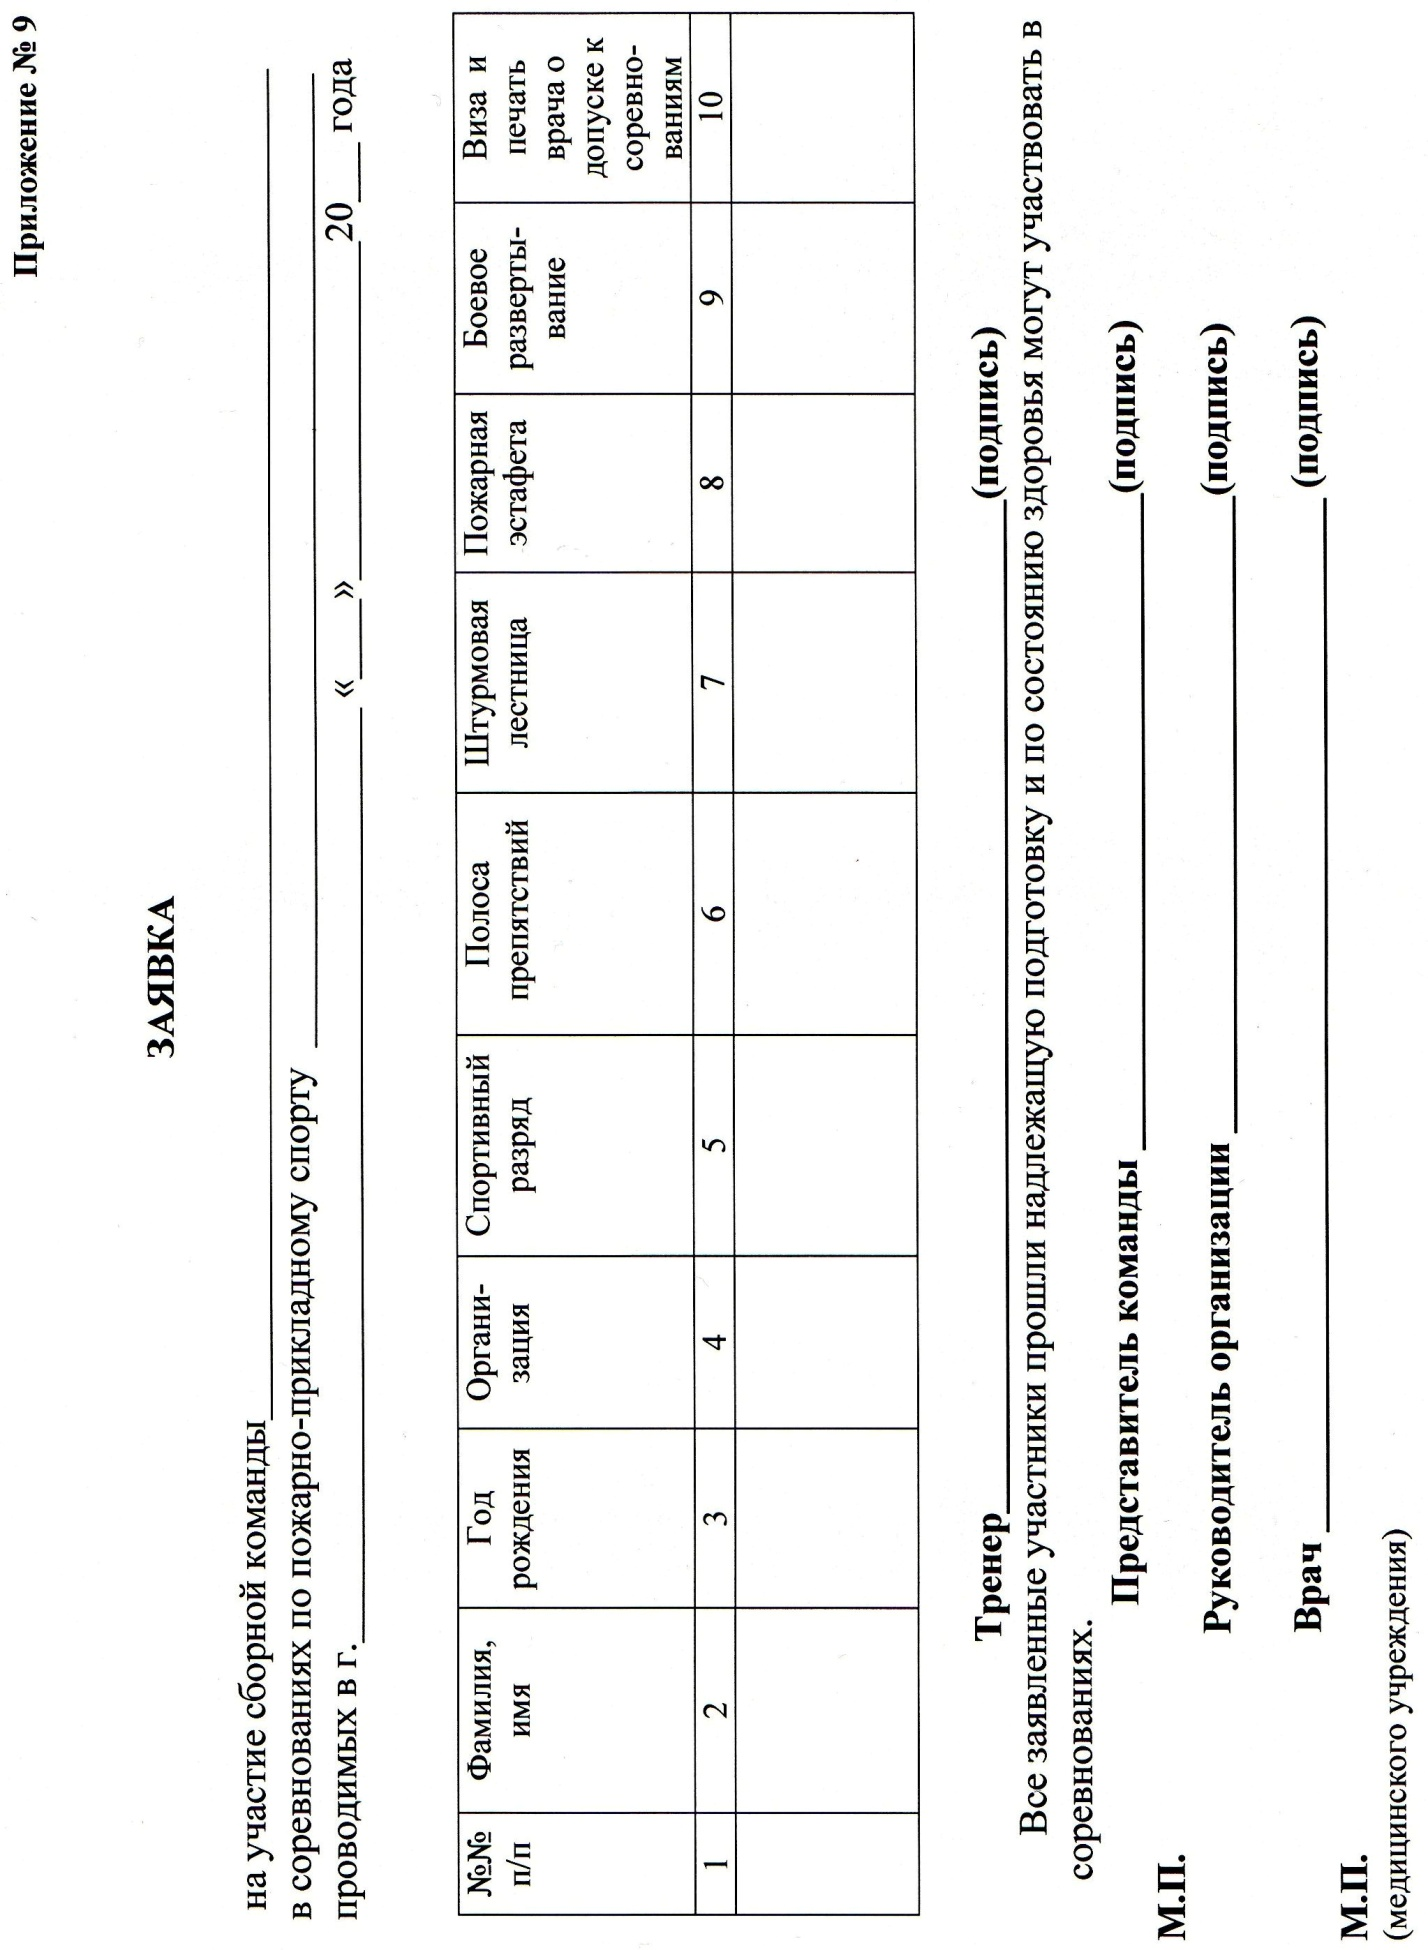 Приложение № 9
ЗАЯВКА
на участие сборной команды
в соревнованиях по пожарно-прикладному спорту
проводимых в г. « » 20 года
№№ п/п
Фамилия, имя
Год рождения
Органи-зация
Спортивный разряд
Полоса препятствий
Штурмовая лестница
Пожарная эстафета
Боевое разверты-вание
Виза и печать врача о допуске к соревно-ваниям
1 2 3 4 5 6 7 8 9 10
Тренер (подпись)
Все заявленные участники прошли надлежащую подготовку и по состоянию здоровья могут участвовать в
соревнованиях.
Представитель команды (подпись)
М.П.
Руководитель организации (подпись)
Врач (подпись)
М.П.
(медицинского учреждения)